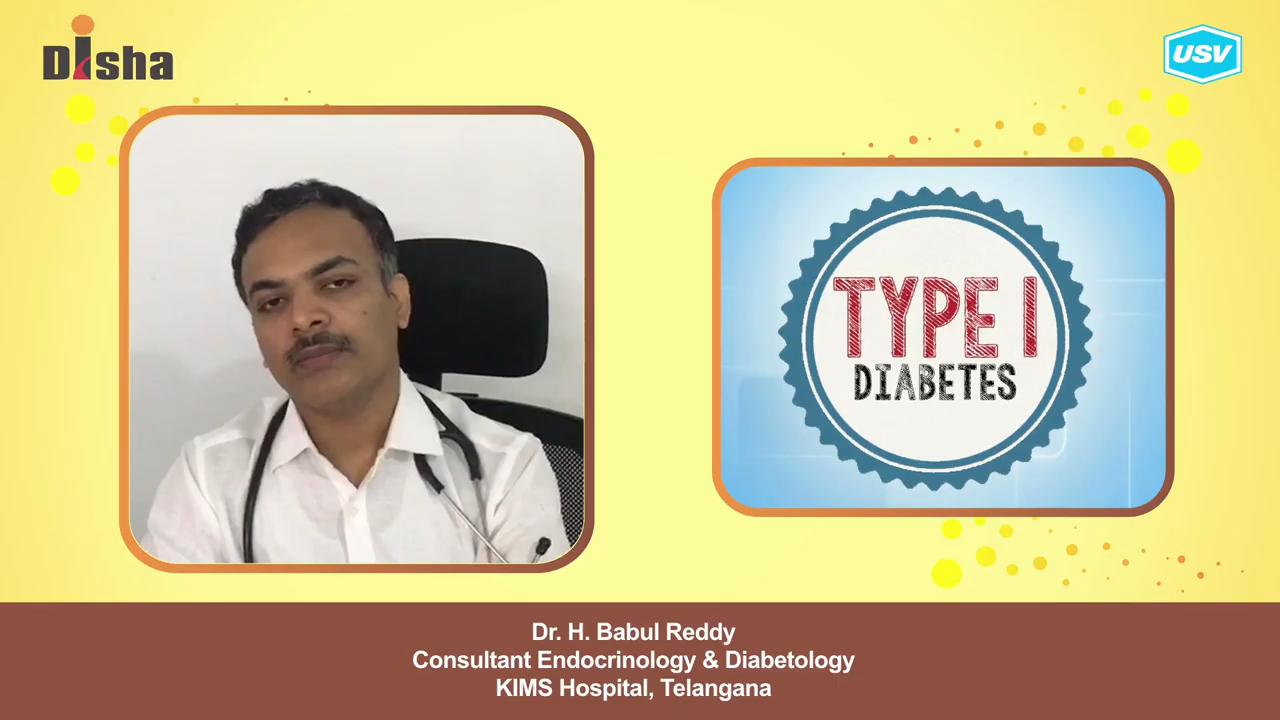 Disha
USV
TYPE I
DIABETES
Dr. H. Babul Reddy
Consultant Endocrinology & Diabetology
KIMS Hospital, Telangana